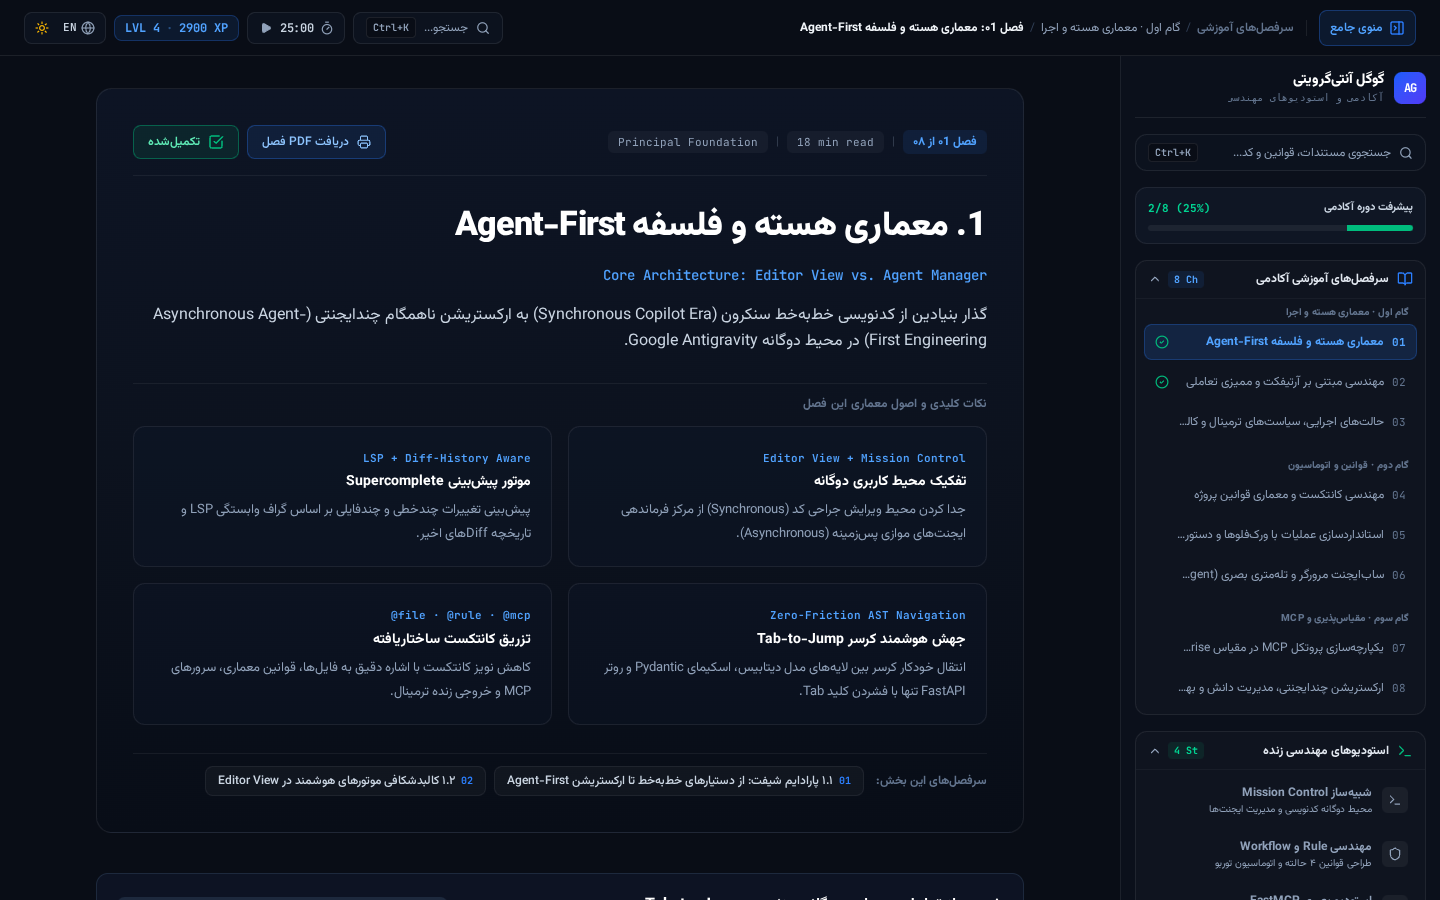 منوی جامع
سرفصل‌های آموزشی / گام اول · معماری هسته و اجرا / فصل 01: معماری هسته و فلسفه Agent-First
جستجو... Ctrl+K
25:00
LVL 4 · 2900 XP
EN
AG
گوگل آنتی‌گرویتی
آکادمی و استودیوهای مهندسی
جستجوی مستندات، قوانین و کد... Ctrl+K
پیشرفت دوره آکادمی 2/8 (25%)
سرفصل‌های آموزشی آکادمی 8 Ch
گام اول · معماری هسته و اجرا
01 معماری هسته و فلسفه Agent-First
02 مهندسی مبتنی بر آرتیفکت و ممیزی تعاملی
03 حالت‌های اجرایی، سیاست‌های ترمینال و کالـ...
گام دوم · قوانین و اتوماسیون
04 مهندسی کانتکست و معماری قوانین پروژه
05 استانداردسازی عملیات با ورک‌فلوها و دستور...
06 ساب‌ایجنت مرورگر و تله‌متری بصری (gent...
گام سوم · مقیاس‌پذیری و MCP
07 یکپارچه‌سازی پروتکل MCP در مقیاس rise...
08 ارکستریشن چندایجنتی، مدیریت دانش و بهـ...
استودیوهای مهندسی زنده 4 St
شبیه‌ساز Mission Control
محیط دوگانه کدنویسی و مدیریت ایجنت‌ها
مهندسی Rule و Workflow
طراحی قوانین ۴ حالته و اتوماسیون توربو
فصل 01 از ۰۸
18 min read
Principal Foundation
دریافت PDF فصل
تکمیل‌شده
1. معماری هسته و فلسفه Agent-First
Core Architecture: Editor View vs. Agent Manager
گذار بنیادین از کدنویسی خط‌به‌خط سنکرون (Synchronous Copilot Era) به ارکستریشن ناهمگام چندایجنتی (Asynchronous Agent-
First Engineering) در محیط دوگانه Google Antigravity.
نکات کلیدی و اصول معماری این فصل
Editor View + Mission Control
تفکیک محیط کاربری دوگانه
جدا کردن محیط ویرایش جراحی کد (Synchronous) از مرکز فرماندهی
ایجنت‌های موازی پس‌زمینه (Asynchronous).
LSP + Diff-History Aware
موتور پیش‌بینی Supercomplete
پیش‌بینی تغییرات چندخطی و چندفایلی بر اساس گراف وابستگی LSP و
تاریخچه Diffهای اخیر.
Zero-Friction AST Navigation
جهش هوشمند کرسر Tab-to-Jump
انتقال خودکار کرسر بین لایه‌های مدل دیتابیس، اسکیمای Pydantic و روتر
FastAPI تنها با فشردن کلید Tab.
@file · @rule · @mcp
تزریق کانتکست ساختاریافته
کاهش نویز کانتکست با اشاره دقیق به فایل‌ها، قوانین معماری، سرورهای
MCP و خروجی زنده ترمینال.
سرفصل‌های این بخش:
01 ۱.۱ پارادایم شیفت: از دستیارهای خط‌به‌خط تا ارکستریشن Agent-First
02 ۱.۲ کالبدشکافی موتورهای هوشمند در Editor View